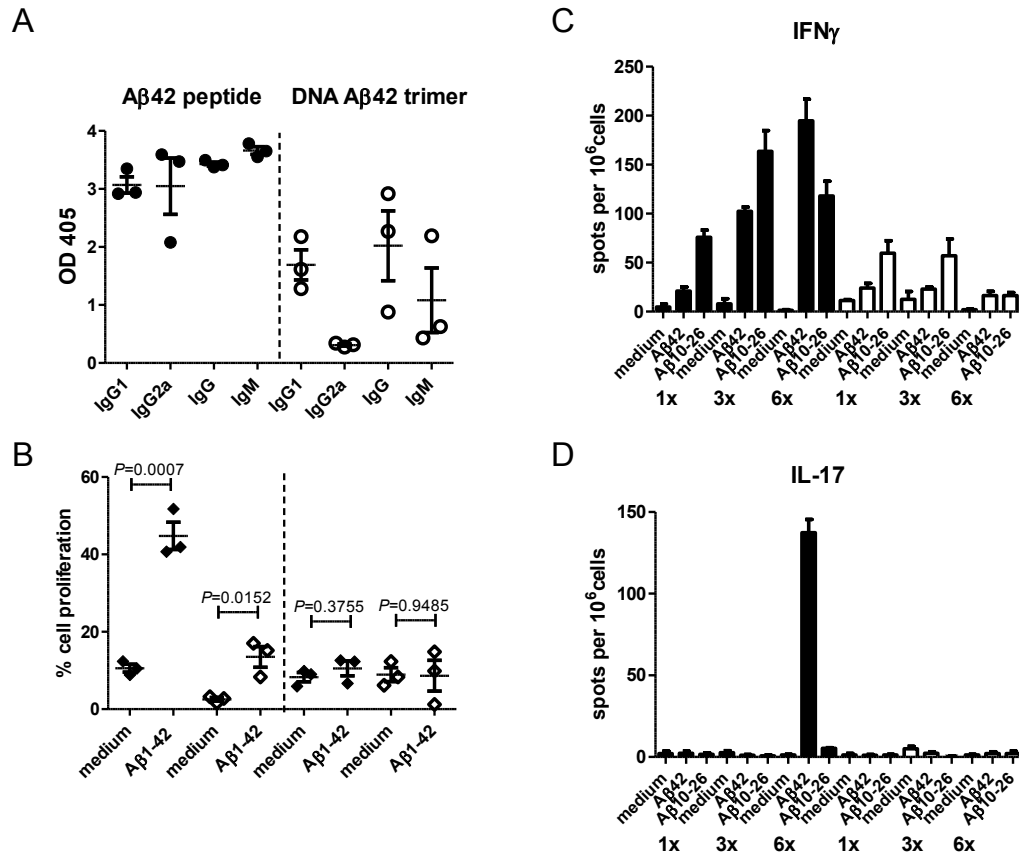 A
Aβ42 peptide
DNA Aβ42 trimer
OD 405
4
3
2
1
0
IgG1
IgG2a
IgG
IgM
IgG1
IgG2a
IgG
IgM
B
% cell proliferation
60
40
20
0
P=0.0007
P=0.0152
P=0.3755
P=0.9485
medium
Aβ1-42
medium
Aβ1-42
medium
Aβ1-42
medium
Aβ1-42
C
IFNγ
spots per 10⁶cells
250
200
150
100
50
0
medium
Aβ42
Aβ10-26
medium
Aβ42
Aβ10-26
medium
Aβ42
Aβ10-26
medium
Aβ42
Aβ10-26
medium
Aβ42
Aβ10-26
medium
Aβ42
Aβ10-26
1x 3x 6x 1x 3x 6x
D
IL-17
spots per 10⁶cells
150
100
50
0
medium
Aβ42
Aβ10-26
medium
Aβ42
Aβ10-26
medium
Aβ42
Aβ10-26
medium
Aβ42
Aβ10-26
medium
Aβ42
Aβ10-26
medium
Aβ42
Aβ10-26
1x 3x 6x 1x 3x 6x